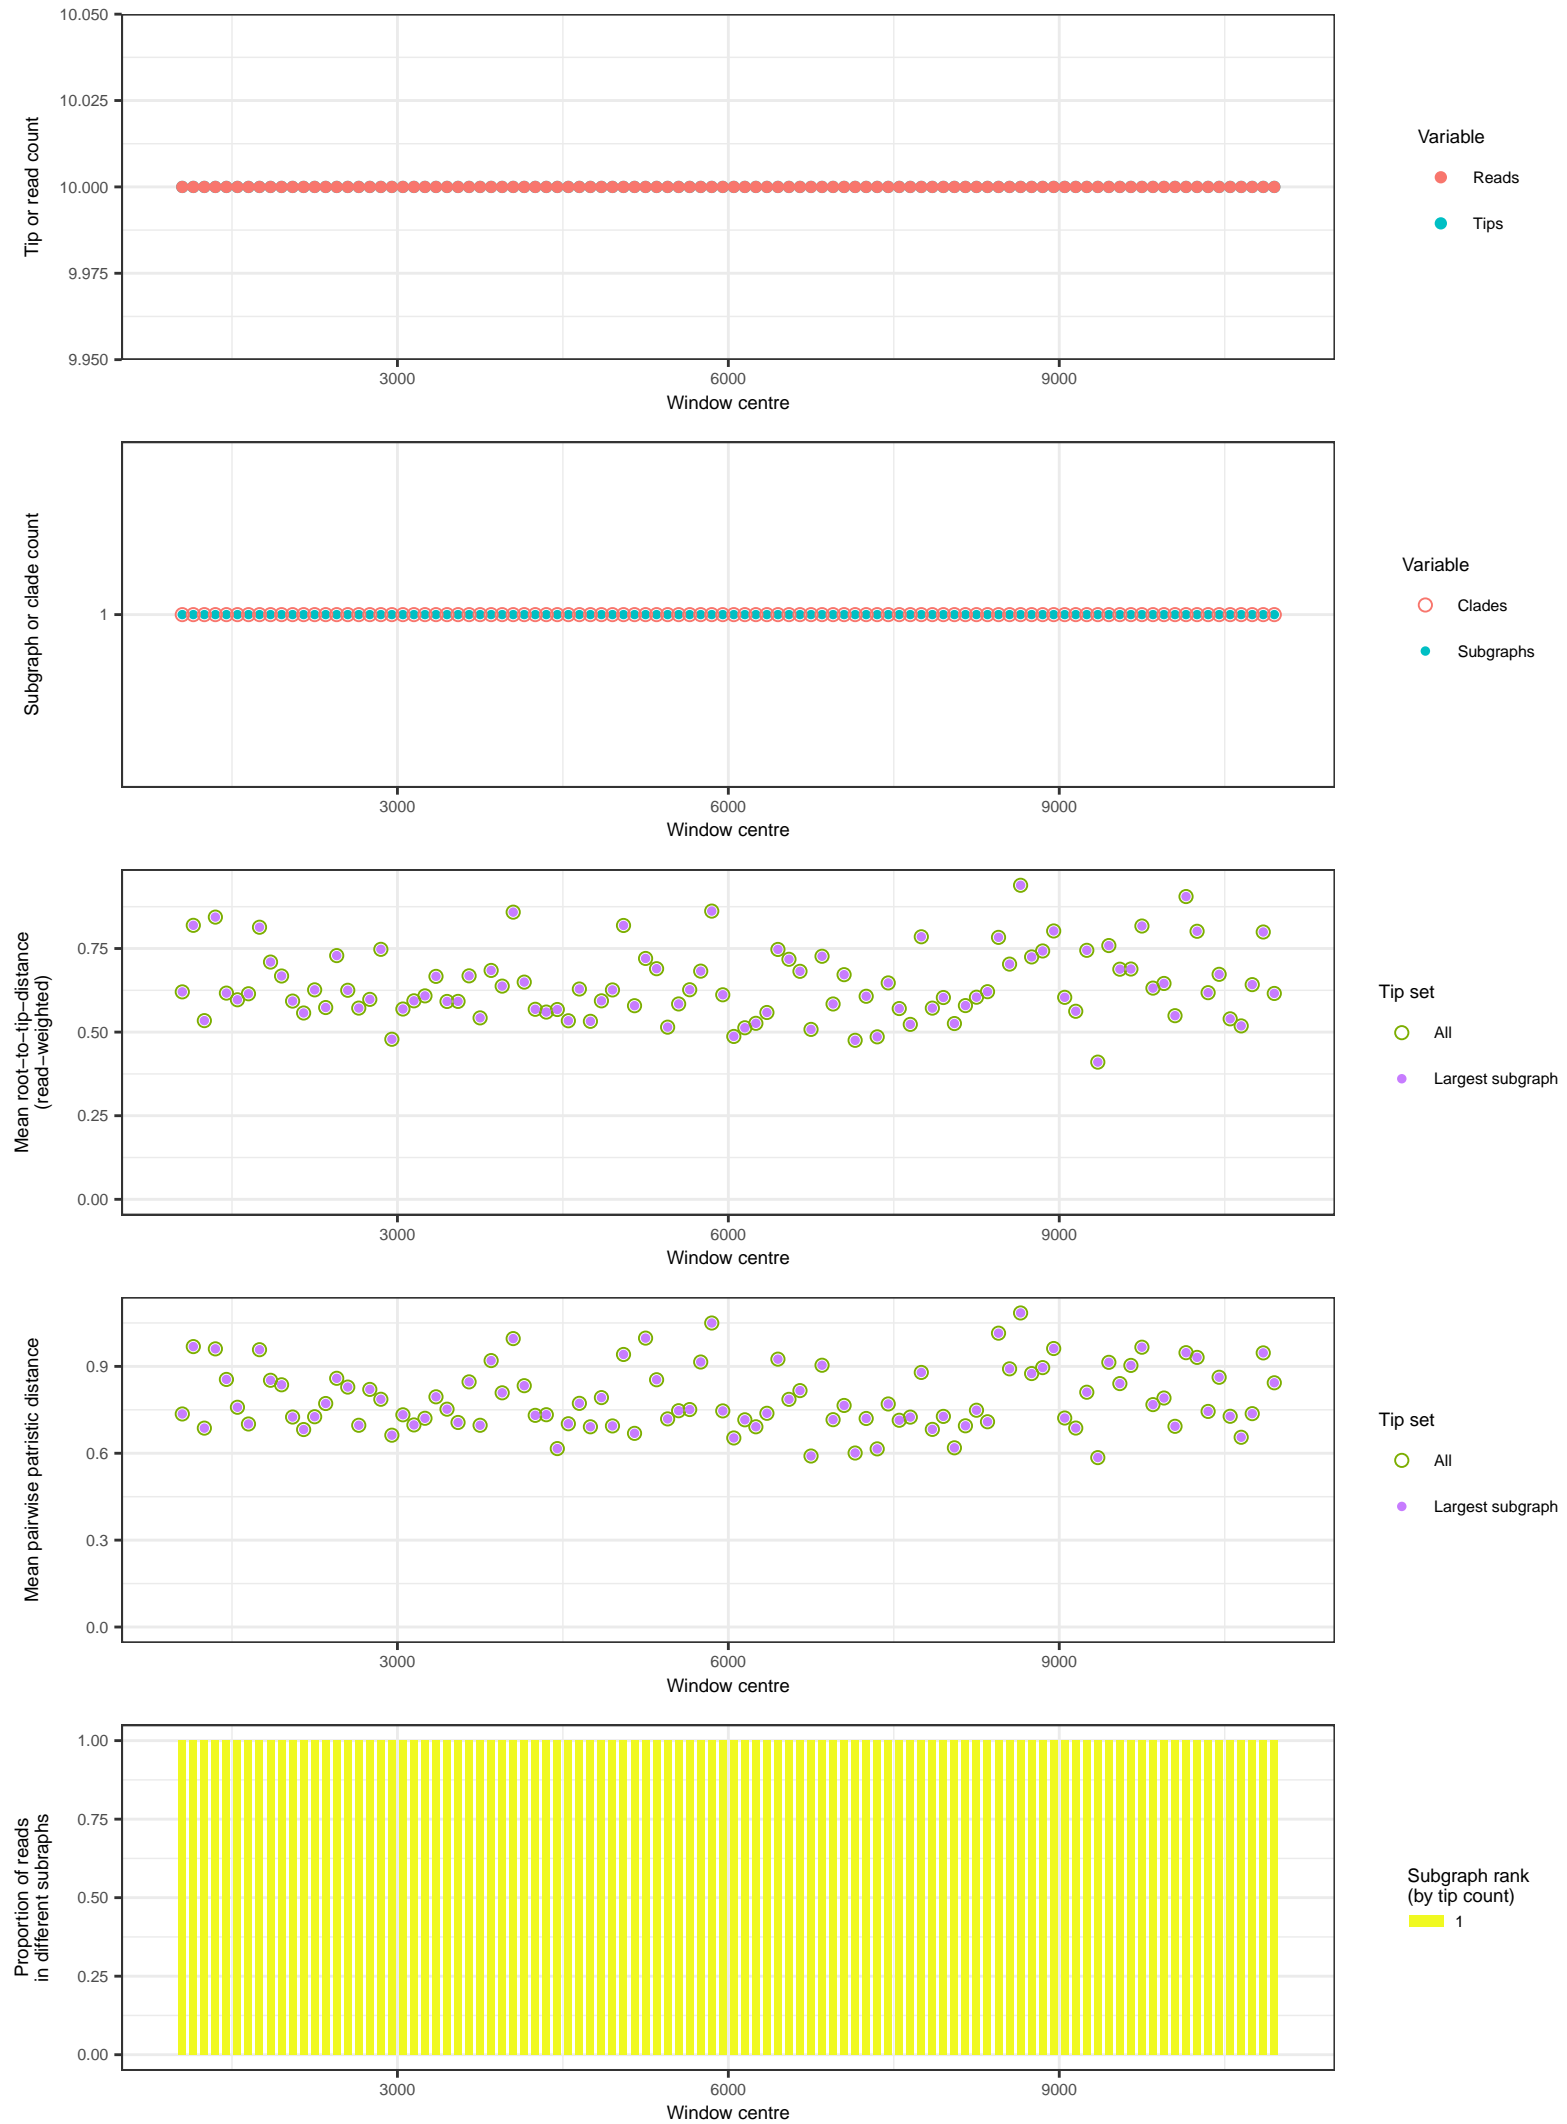 10.050
10.025
10.000
9.975
9.950
Tip or read count
3000 6000 9000
Window centre
Variable
Reads
Tips
1
Subgraph or clade count
3000 6000 9000
Window centre
Variable
Clades
Subgraphs
0.75
0.50
0.25
0.00
Mean root−to−tip−distance
(read−weighted)
3000 6000 9000
Window centre
Tip set
All
Largest subgraph
0.9
0.6
0.3
0.0
Mean pairwise patristic distance
3000 6000 9000
Window centre
Tip set
All
Largest subgraph
1.00
0.75
0.50
0.25
0.00
Proportion of reads
in different subraphs
3000 6000 9000
Window centre
Subgraph rank
(by tip count)
1